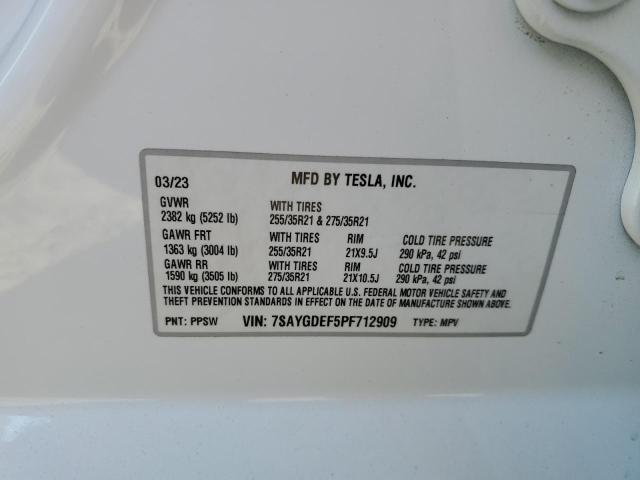 03/23 MFD BY TESLA, INC.
GVWR WITH TIRES
2382 kg (5252 lb) 255/35R21 & 275/35R21
GAWR FRT WITH TIRES RIM COLD TIRE PRESSURE
1363 kg (3004 lb) 255/35R21 21X9.5J 290 kPa, 42 psi
GAWR RR WITH TIRES RIM COLD TIRE PRESSURE
1590 kg (3505 lb) 275/35R21 21X10.5J 290 kPa, 42 psi
THIS VEHICLE CONFORMS TO ALL APPLICABLE U.S. FEDERAL MOTOR VEHICLE SAFETY AND
THEFT PREVENTION STANDARDS IN EFFECT ON THE DATE OF MANUFACTURE SHOWN ABOVE.
PNT: PPSW VIN: 7SAYGDEF5PF712909 TYPE: MPV